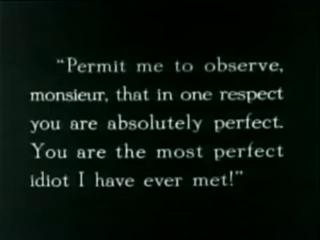 “Permit me to observe,
monsieur, that in one respect
you are absolutely perfect.
You are the most perfect
idiot I have ever met!”